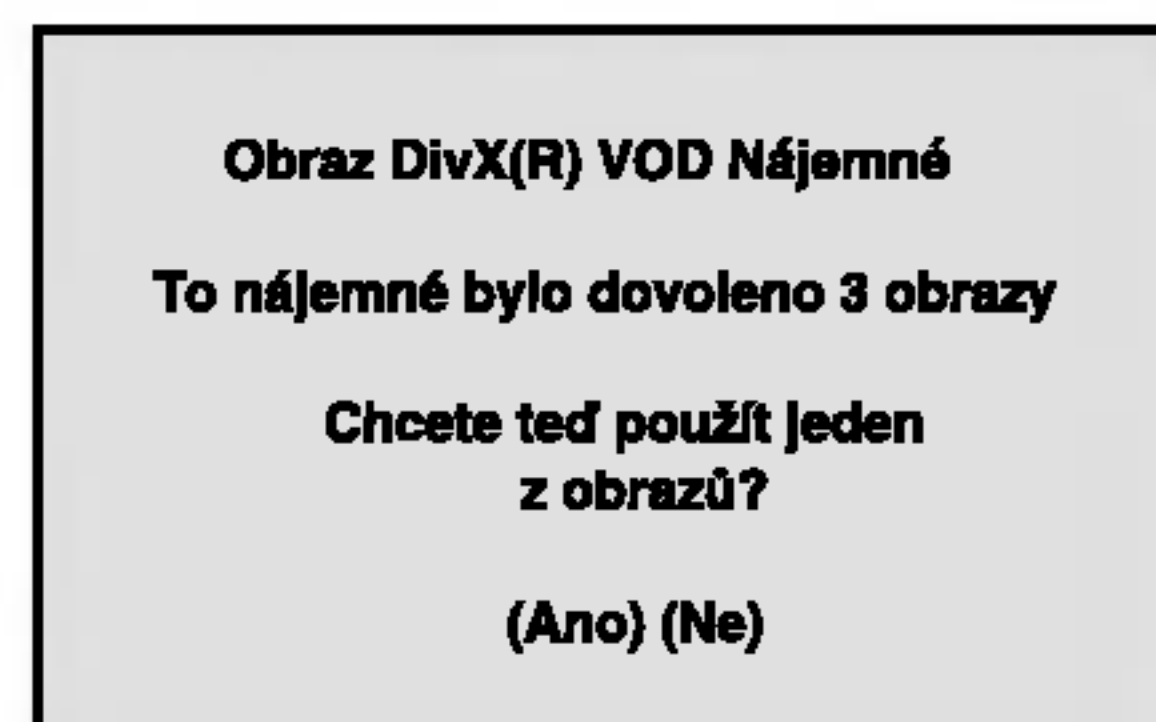 Obraz DivX(R) VOD Nájemné
To nájemné bylo dovoleno 3 obrazy
Chcete teď použít jeden
z obrazů?
(Ano) (Ne)